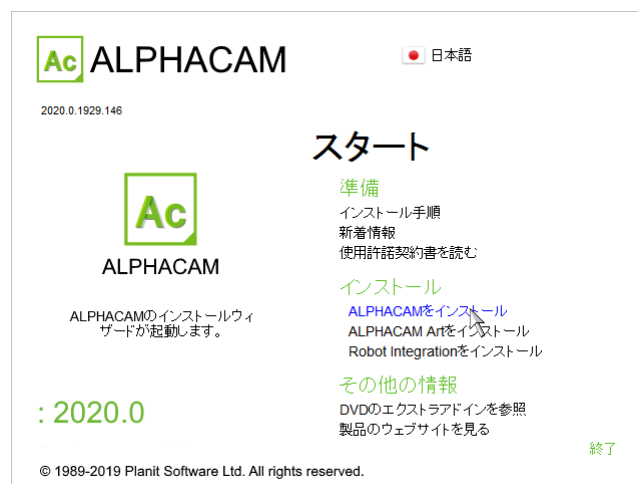 Ac ALPHACAM
日本語
2020.0.1929.146
スタート
準備
インストール手順
新着情報
使用許諾契約書を読む
Ac
ALPHACAM
ALPHACAMのインストールウィ
ザードが起動します。
インストール
ALPHACAMをインストール
ALPHACAM Artをインストール
Robot Integrationをインストール
その他の情報
DVDのエクストラアドインを参照
製品のウェブサイトを見る
: 2020.0
終了
© 1989-2019 Planit Software Ltd. All rights reserved.